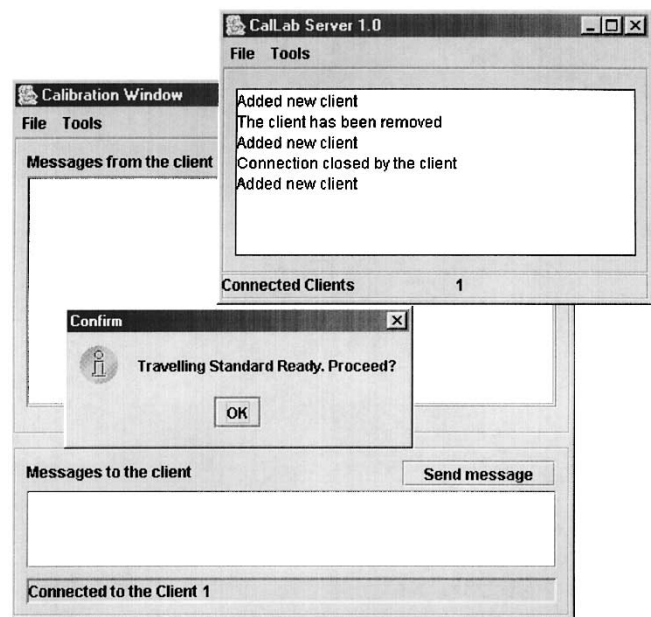 CalLab Server 1.0
File Tools
Added new client
The client has been removed
Added new client
Connection closed by the client
Added new client
Connected Clients 1
Calibration Window
File Tools
Messages from the client
Confirm
Travelling Standard Ready. Proceed?
OK
Messages to the client
Send message
Connected to the Client 1